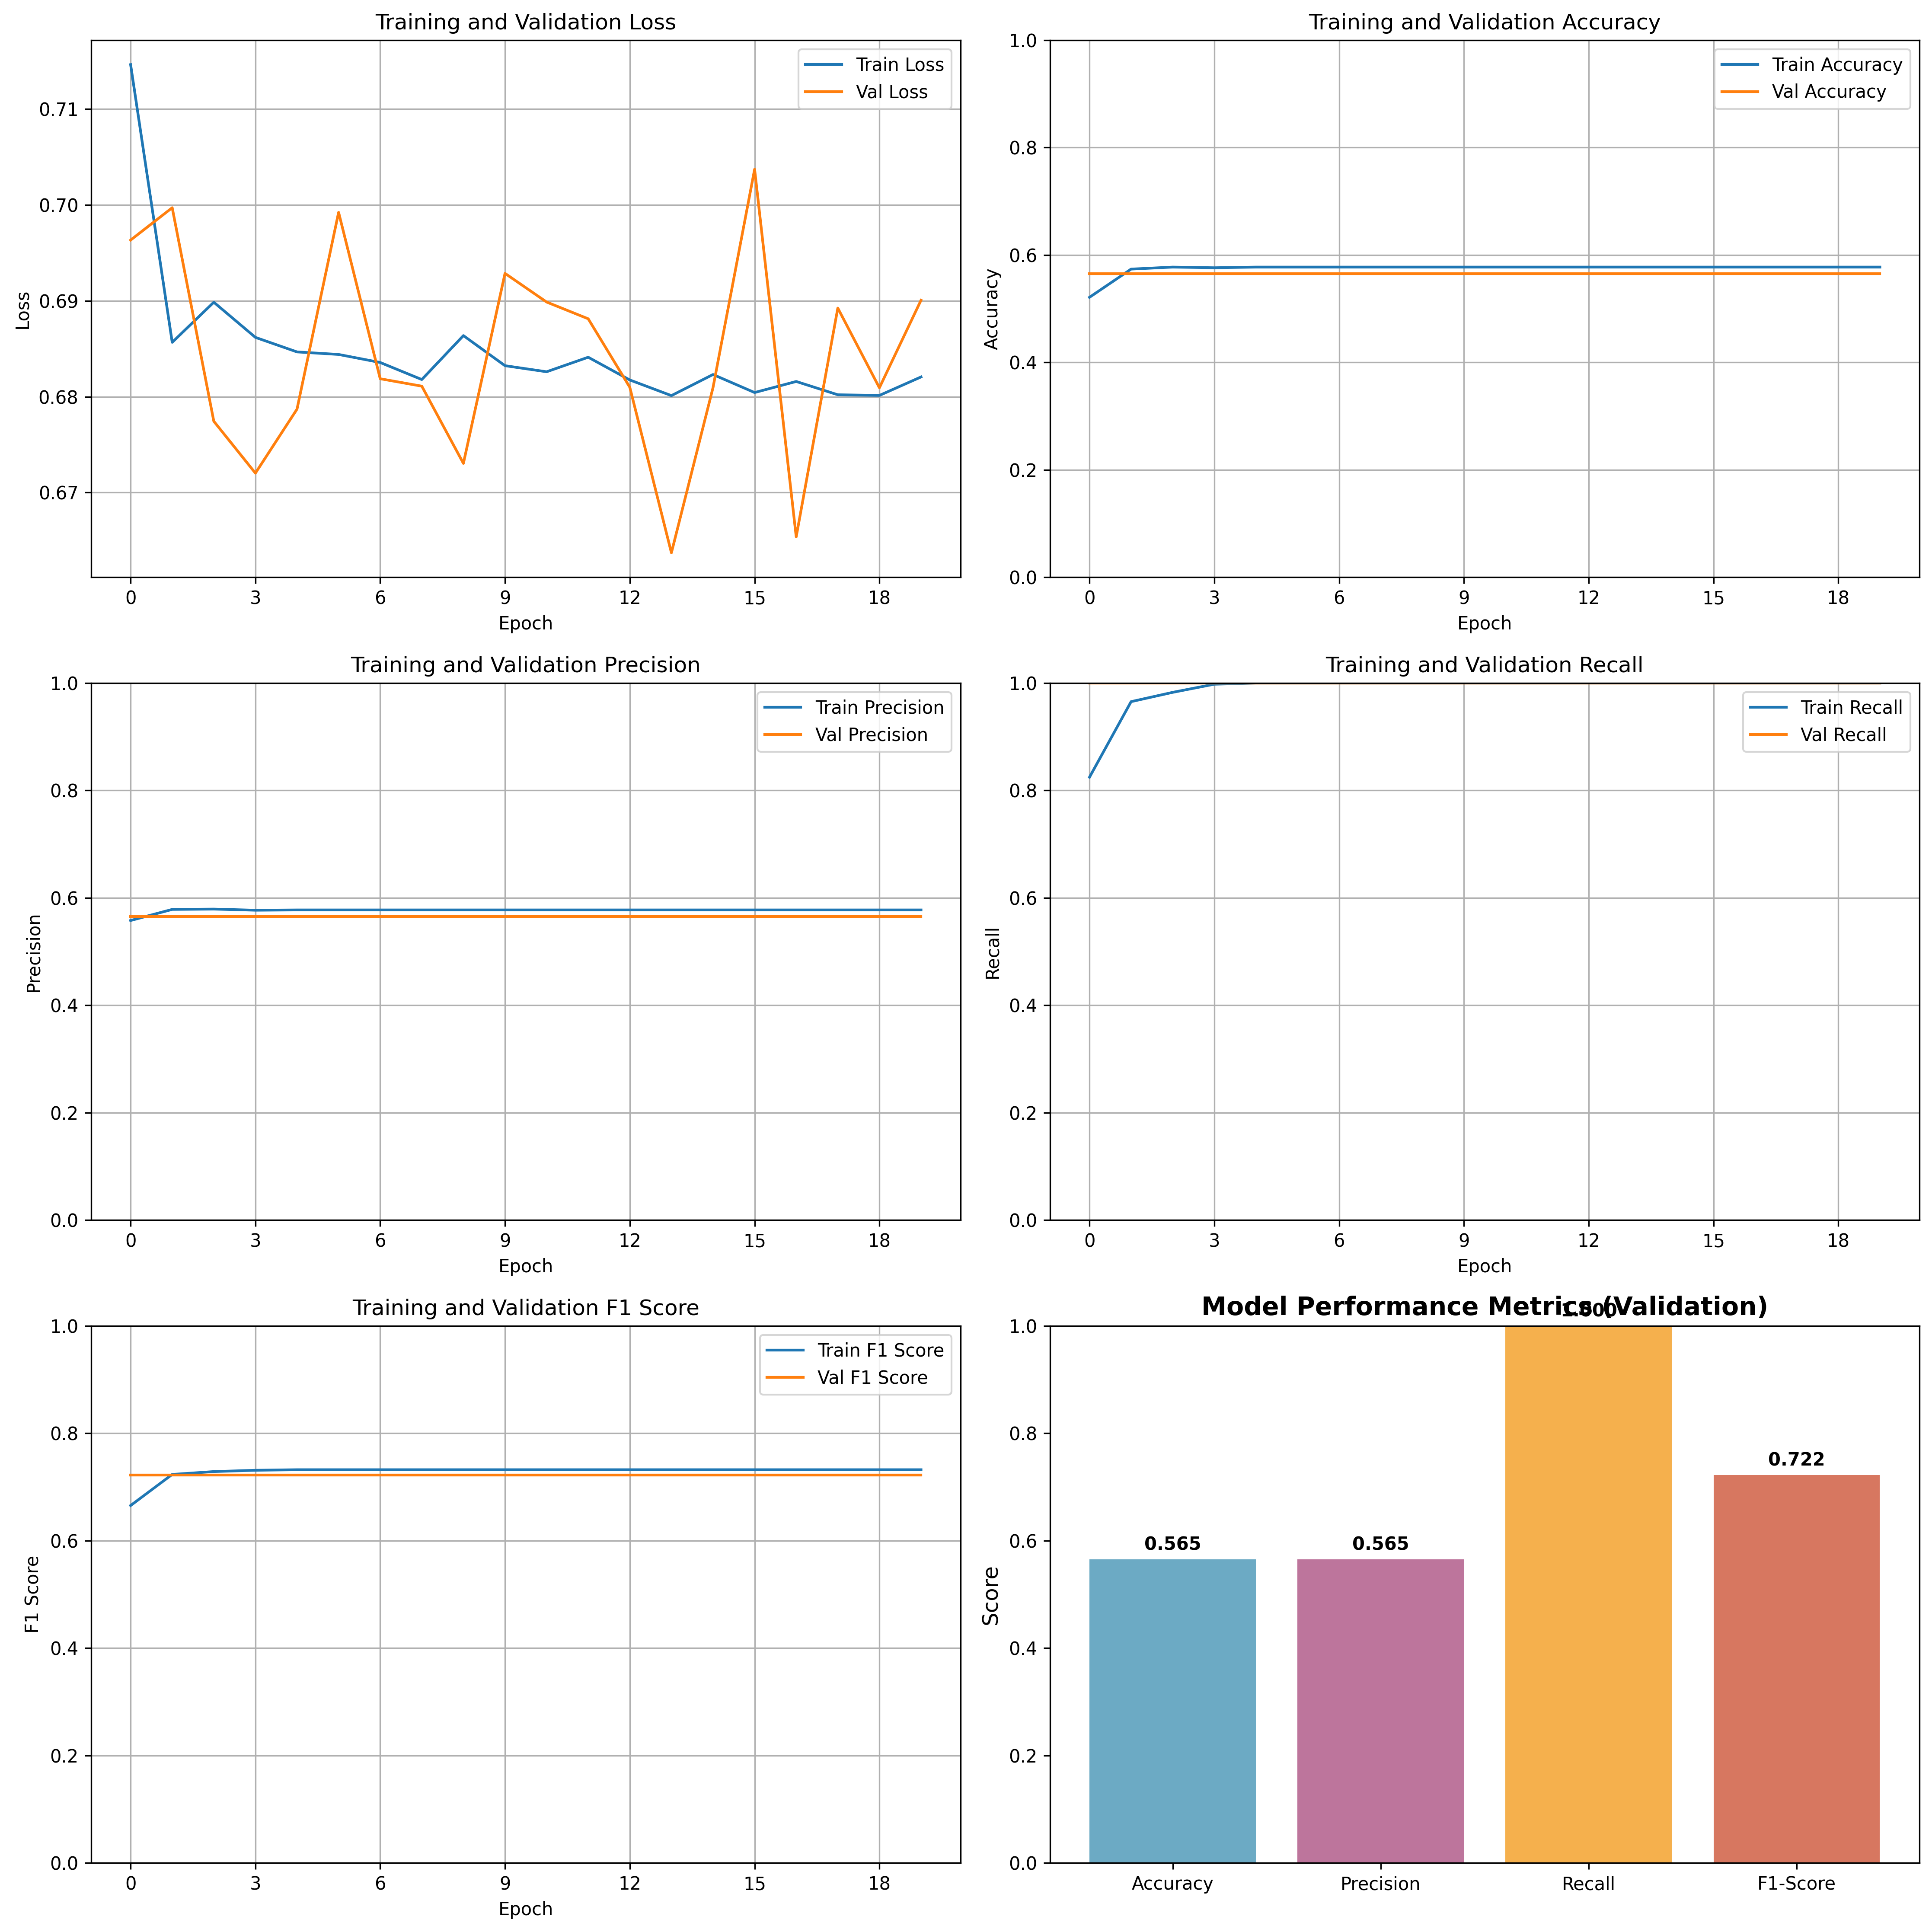 Training and Validation Loss
Train Loss
Val Loss
0.71
0.70
0.69
0.68
0.67
Loss
0 3 6 9 12 15 18
Epoch
Training and Validation Accuracy
Train Accuracy
Val Accuracy
1.0
0.8
0.6
0.4
0.2
0.0
Accuracy
0 3 6 9 12 15 18
Epoch
Training and Validation Precision
Train Precision
Val Precision
1.0
0.8
0.6
0.4
0.2
0.0
Precision
0 3 6 9 12 15 18
Epoch
Training and Validation Recall
Train Recall
Val Recall
1.0
0.8
0.6
0.4
0.2
0.0
Recall
0 3 6 9 12 15 18
Epoch
Training and Validation F1 Score
Train F1 Score
Val F1 Score
1.0
0.8
0.6
0.4
0.2
0.0
F1 Score
0 3 6 9 12 15 18
Epoch
Model Performance Metrics (Validation)
1.000
1.0
0.8
0.6
0.4
0.2
0.0
Score
0.565
0.565
0.722
Accuracy Precision Recall F1-Score